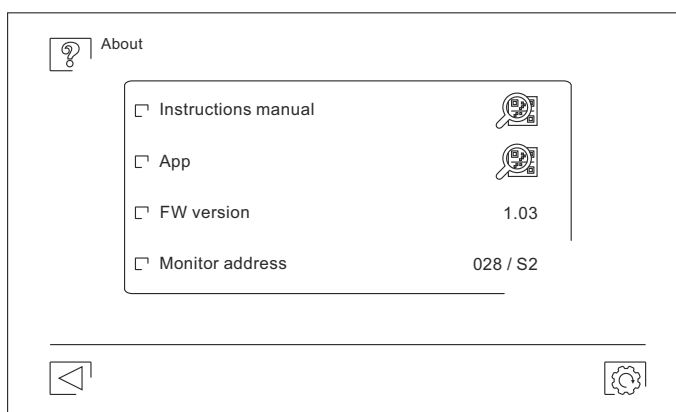 About
Instructions manual
App
FW version 1.03
Monitor address 028 / S2